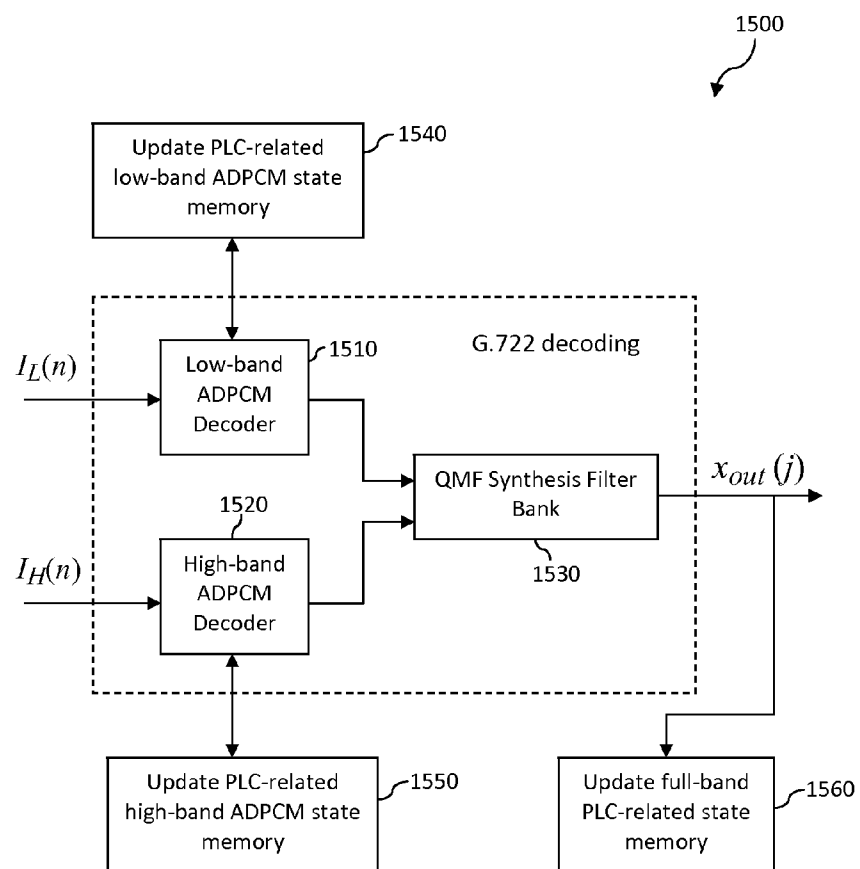 1500
Update PLC-related
low-band ADPCM state
memory
1540
G.722 decoding
1510
Low-band
ADPCM
Decoder
I_L(n)
QMF Synthesis Filter
Bank
1530
x_out (j)
1520
High-band
ADPCM
Decoder
I_H(n)
Update PLC-related
high-band ADPCM state
memory
1550
Update full-band
PLC-related state
memory
1560